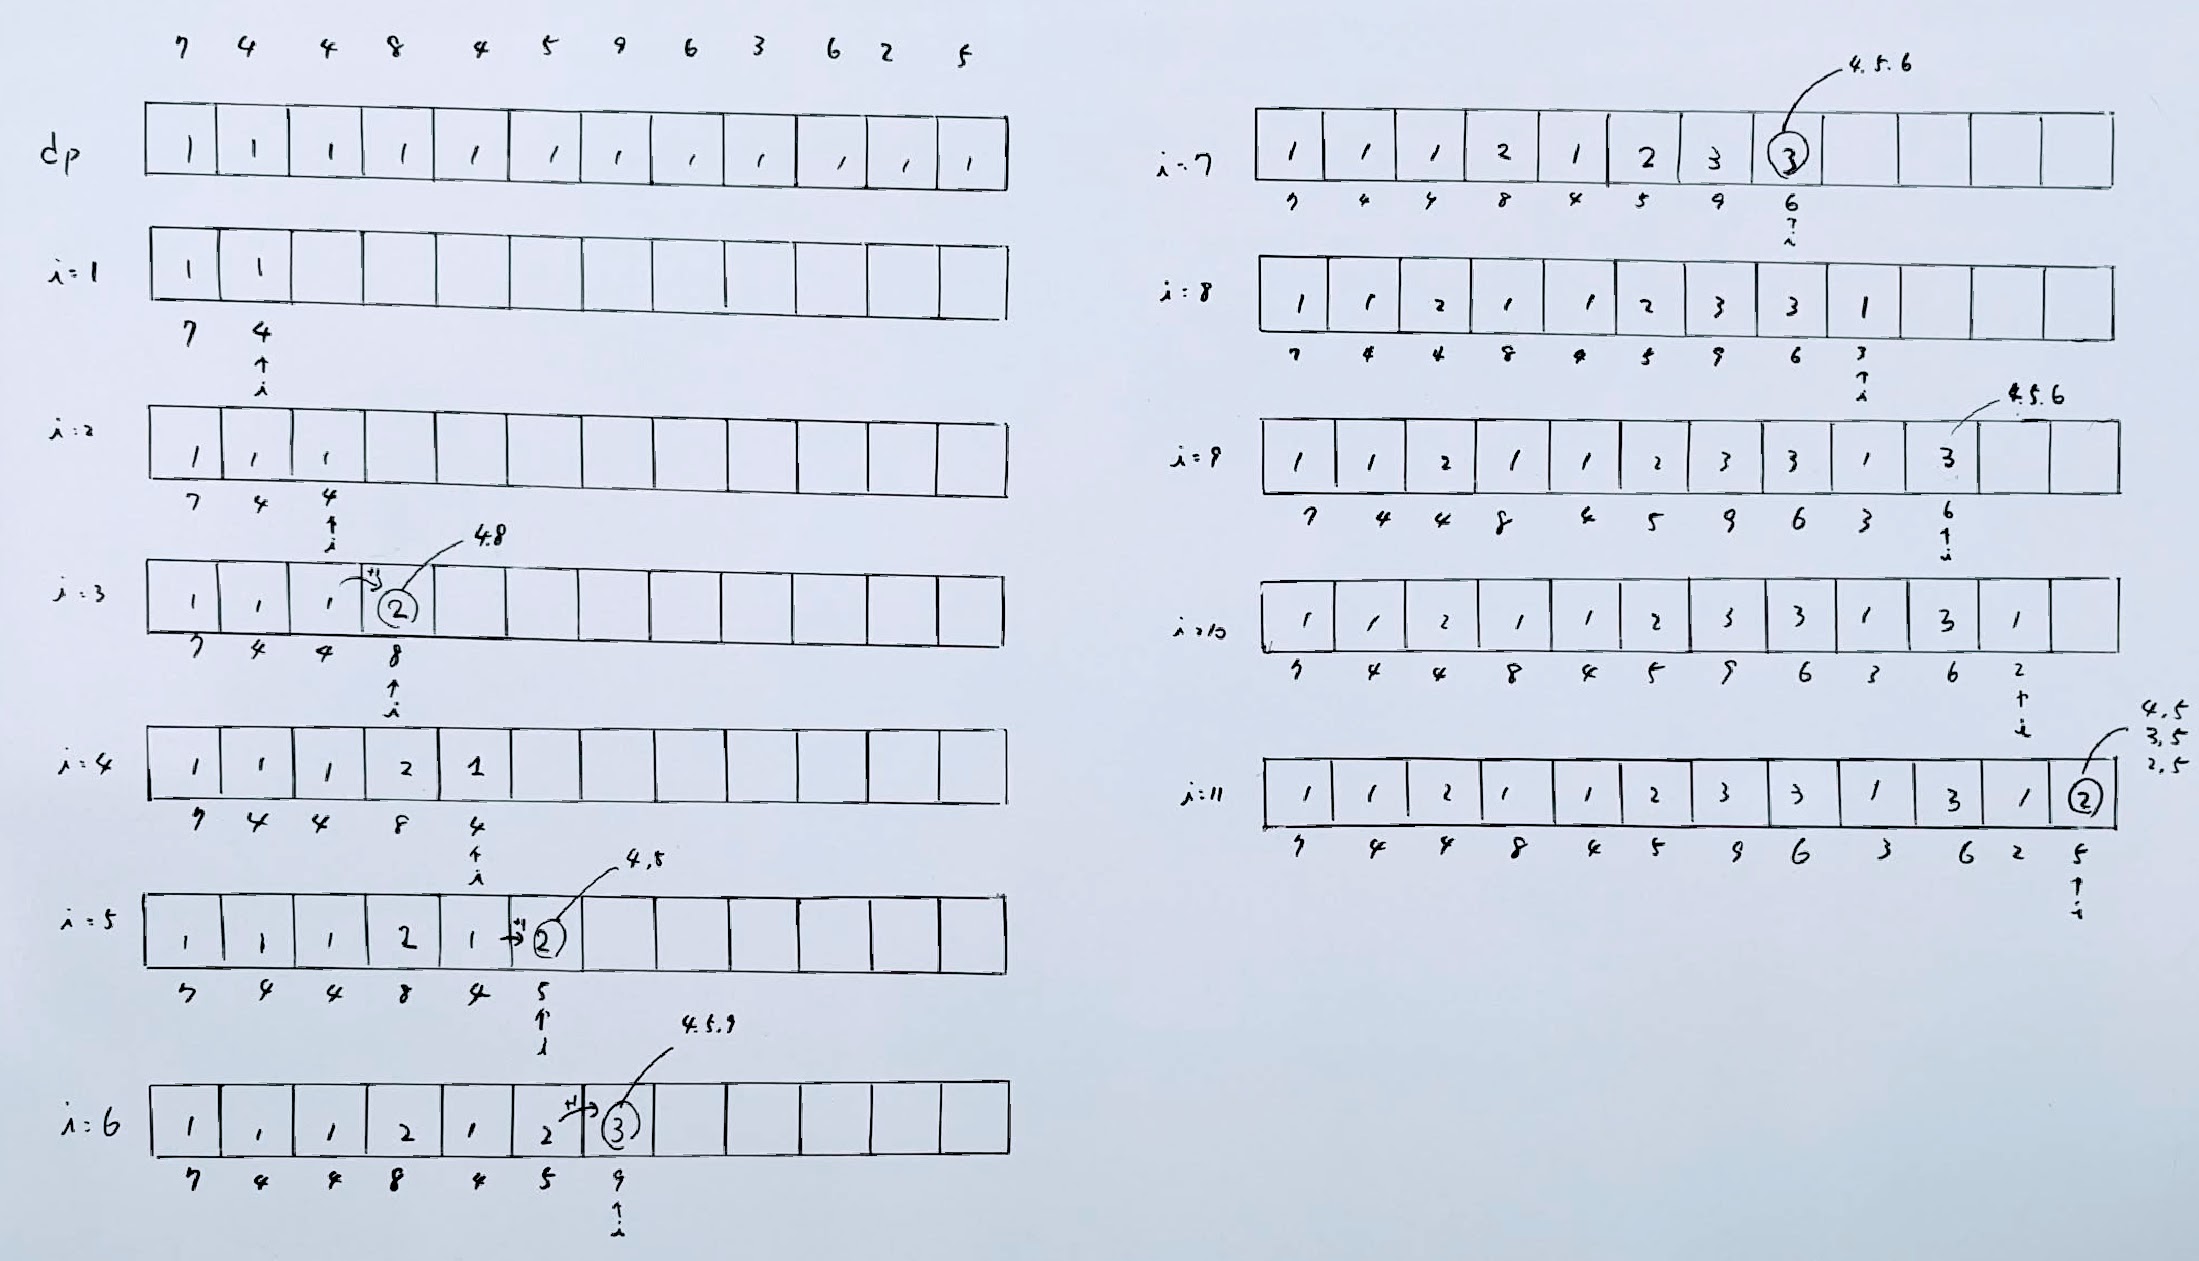 7 4 4 8 4 5 9 6 3 6 2 5
dp 1 1 1 1 1 1 1 1 1 1 1 1
i=1 1 1
7 4
↑
i
i=2 1 1 1
7 4 4
↑
i
4.8
i=3 1 1 1 +1 2
7 4 4 8
↑
i
i=4 1 1 1 2 1
7 4 4 8 4
↑
i
4,5
i=5 1 1 1 2 1 +1 2
7 4 4 8 4 5
↑
i
4.5.9
i=6 1 1 1 2 1 2 +1 3
7 4 4 8 4 5 9
↑
i
4.5.6
i=7 1 1 1 2 1 2 3 3
7 4 4 8 4 5 9 6
↑
i
i=8 1 1 2 1 1 2 3 3 1
7 4 4 8 4 5 9 6 3
↑
i
4.5.6
i=9 1 1 2 1 1 2 3 3 1 3
7 4 4 8 4 5 9 6 3 6
↑
i
i=10 1 1 2 1 1 2 3 3 1 3 1
7 4 4 8 4 5 9 6 3 6 2
↑
i
4,5
3,5
2,5
i=11 1 1 2 1 1 2 3 3 1 3 1 2
7 4 4 8 4 5 9 6 3 6 2 5
↑
i